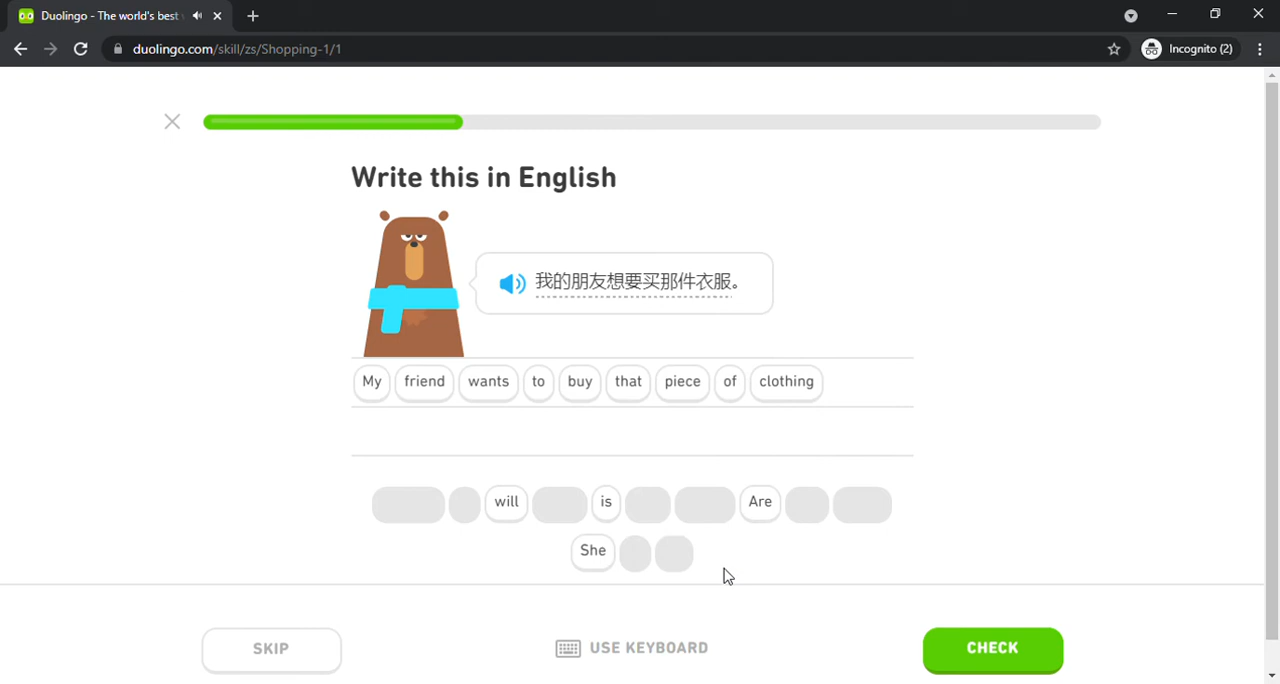 Duolingo - The world's best
duolingo.com/skill/zs/Shopping-1/1
Incognito (2)
Write this in English
我的朋友想要买那件衣服。
My friend wants to buy that piece of clothing
will is Are
She
SKIP USE KEYBOARD CHECK